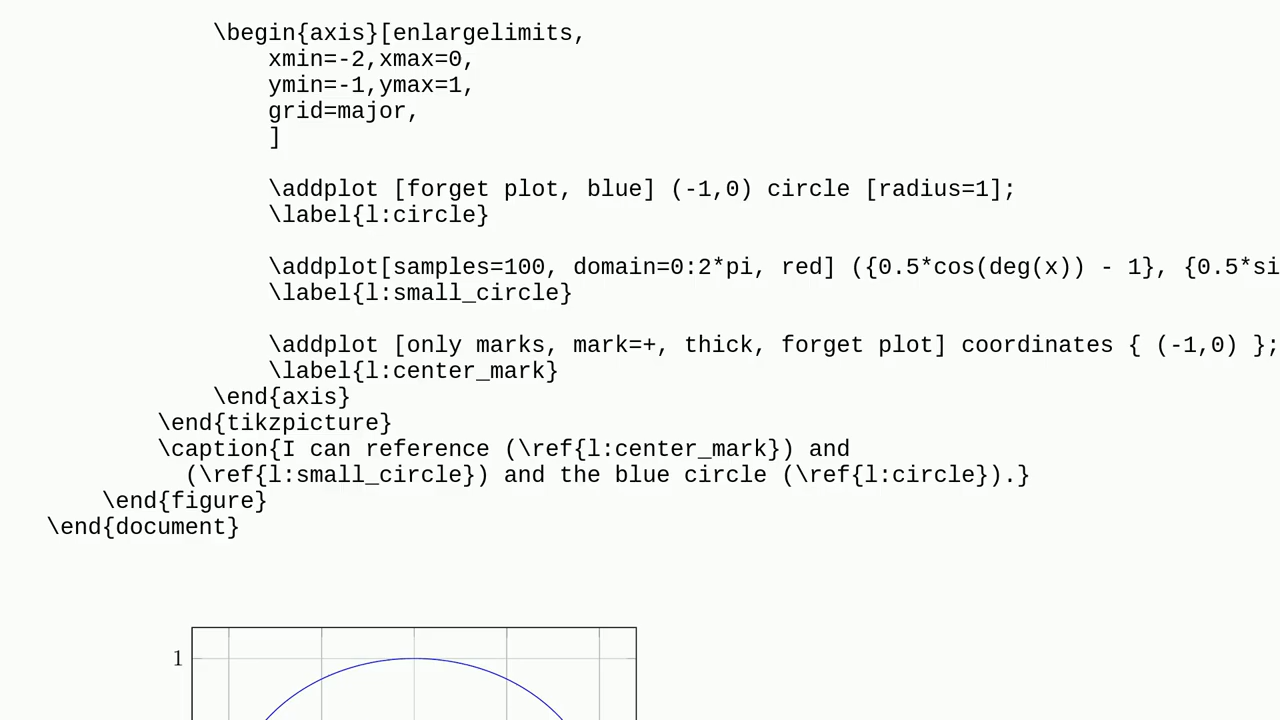 \begin{axis}[enlargelimits,
xmin=-2,xmax=0,
ymin=-1,ymax=1,
grid=major,
]
\addplot [forget plot, blue] (-1,0) circle [radius=1];
\label{l:circle}
\addplot[samples=100, domain=0:2*pi, red] ({0.5*cos(deg(x)) - 1}, {0.5*si
\label{l:small_circle}
\addplot [only marks, mark=+, thick, forget plot] coordinates { (-1,0) };
\label{l:center_mark}
\end{axis}
\end{tikzpicture}
\caption{I can reference (\ref{l:center_mark}) and
(\ref{l:small_circle}) and the blue circle (\ref{l:circle}).}
\end{figure}
\end{document}
1